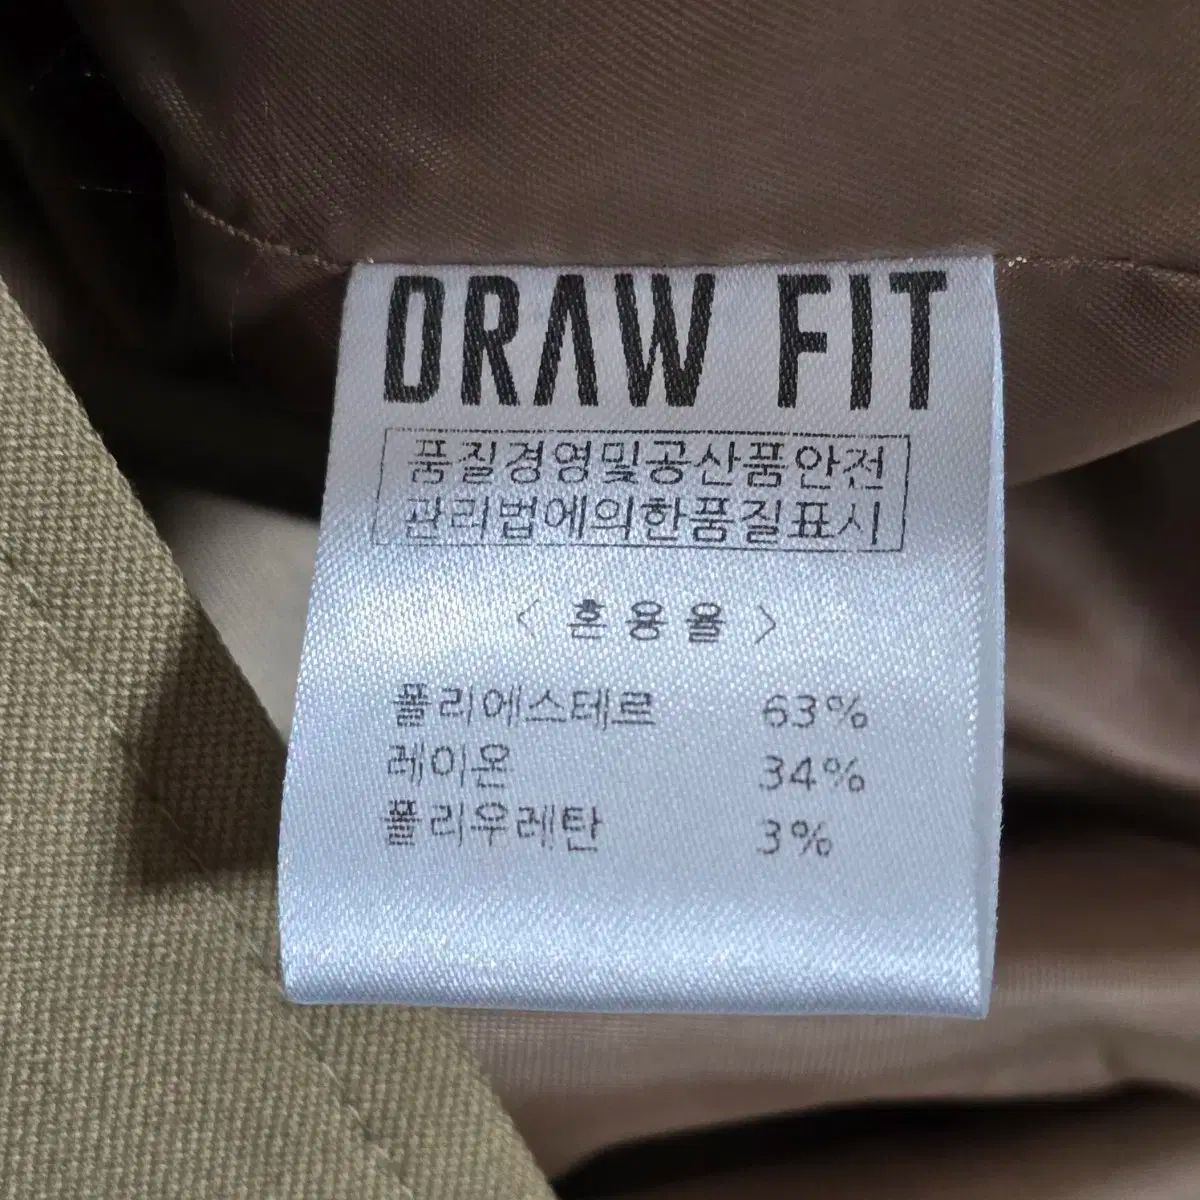 DRAW FIT
품질경영및공산품안전
관리법에의한품질표시
< 혼용율 >
폴리에스테르 63%
레이온 34%
폴리우레탄 3%